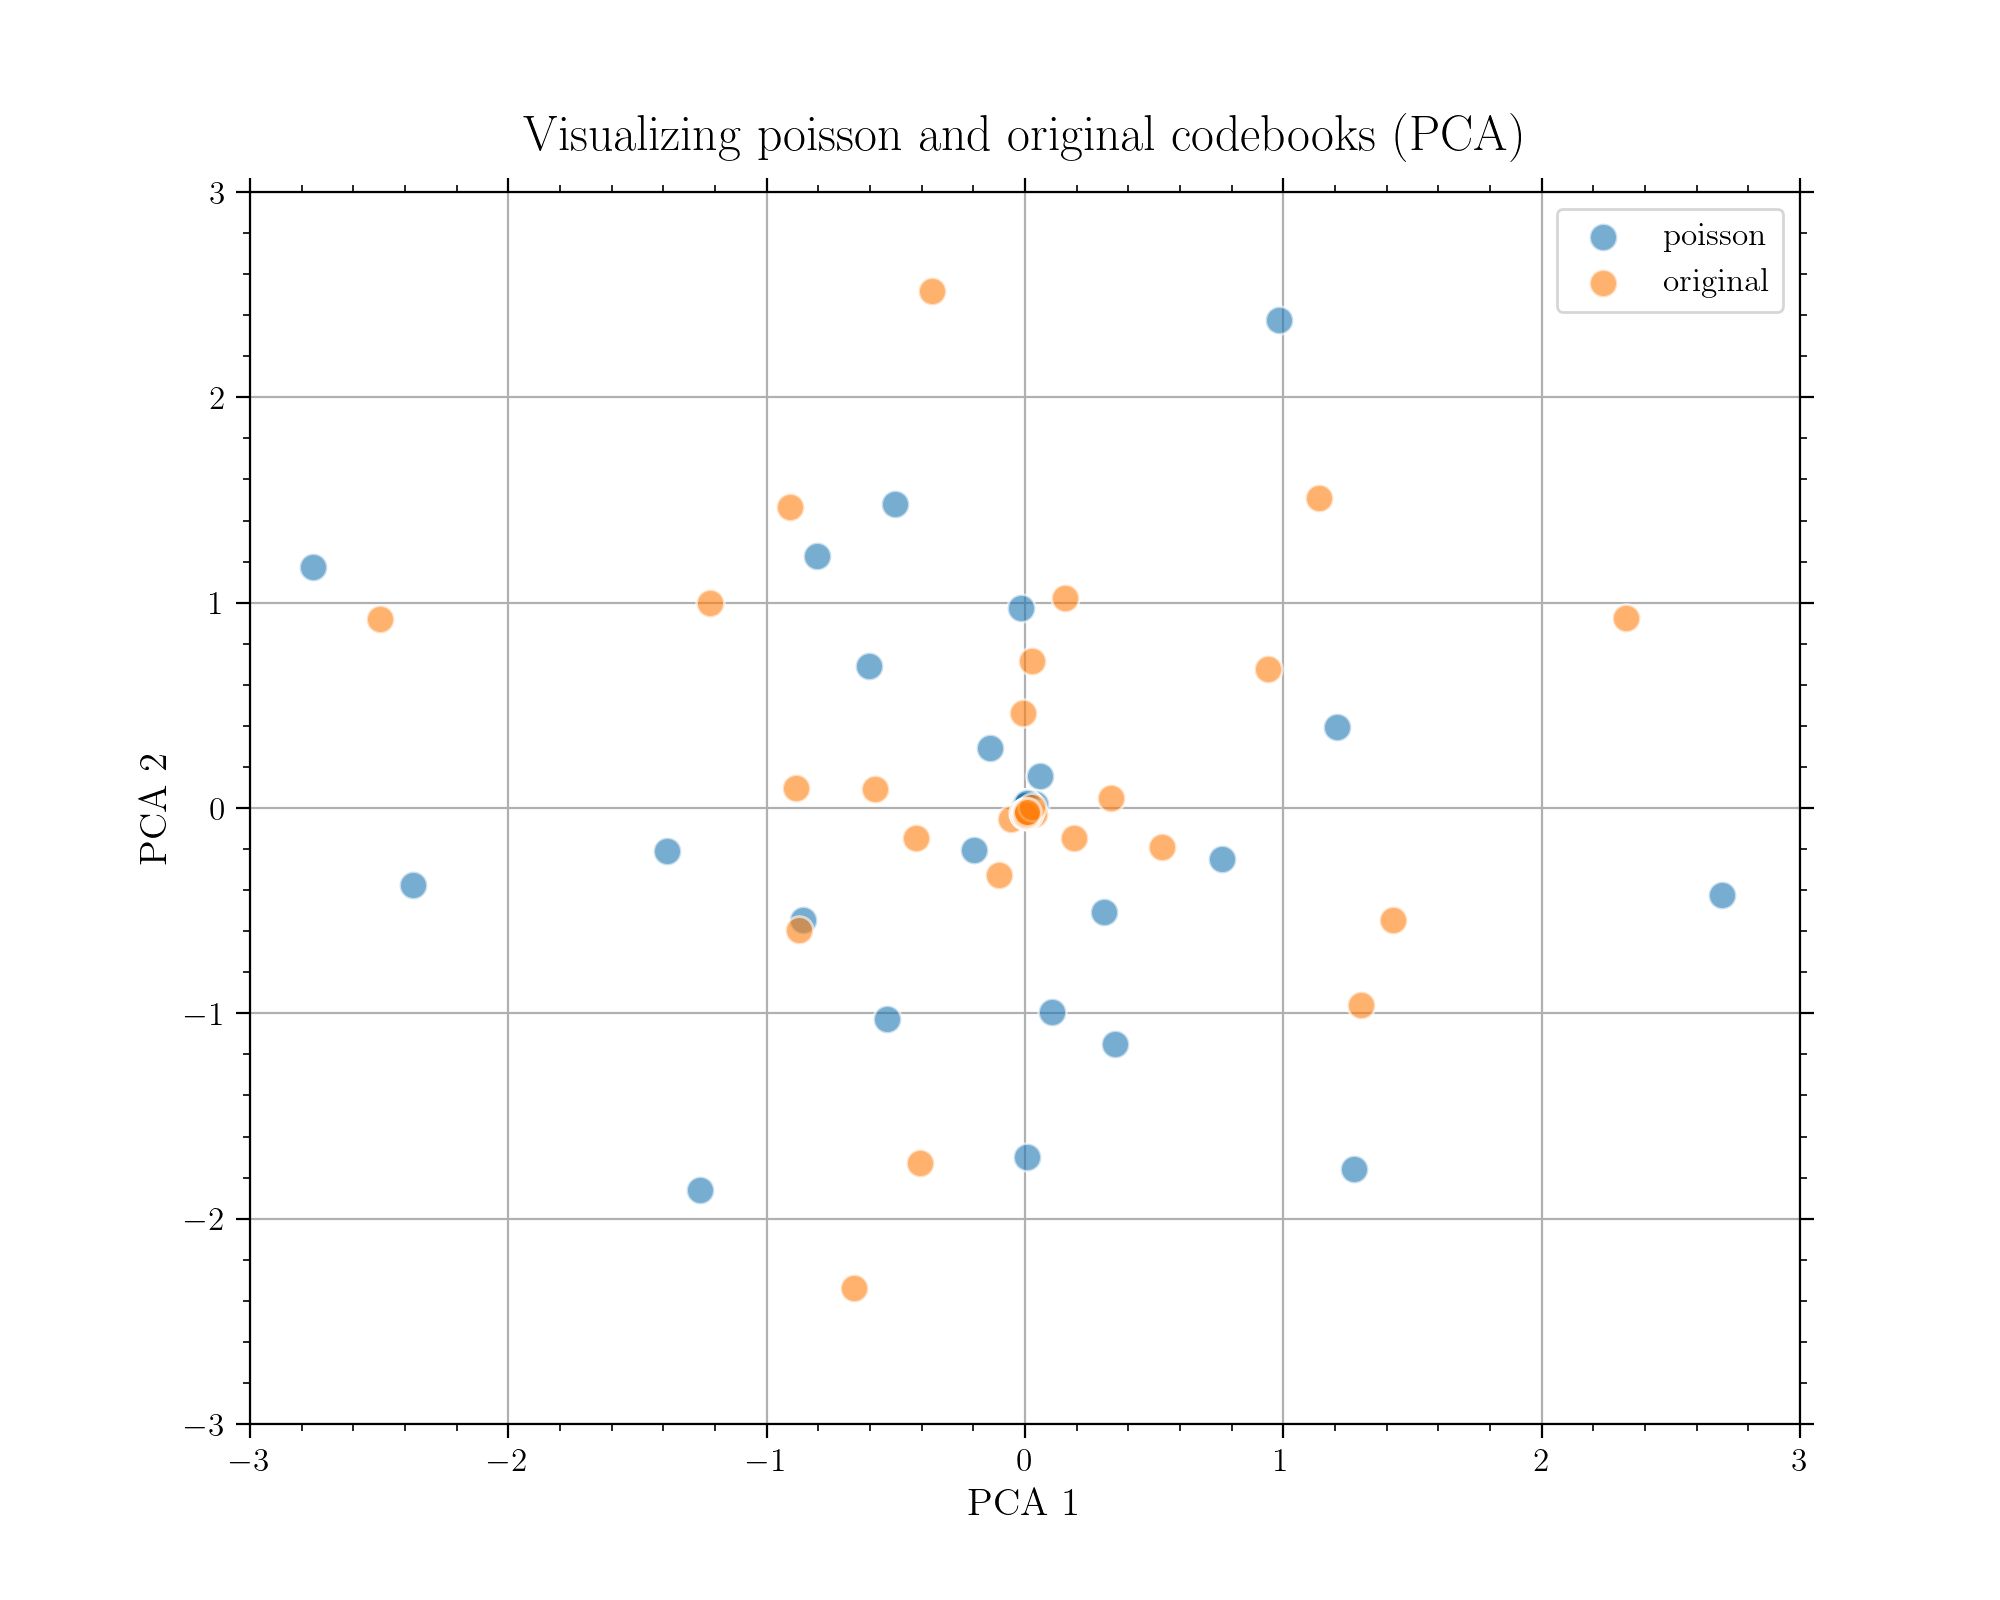 Visualizing poisson and original codebooks (PCA)
poisson
original
3
2
1
0
−1
−2
−3
PCA 2
−3
−2
−1
0
1
2
3
PCA 1